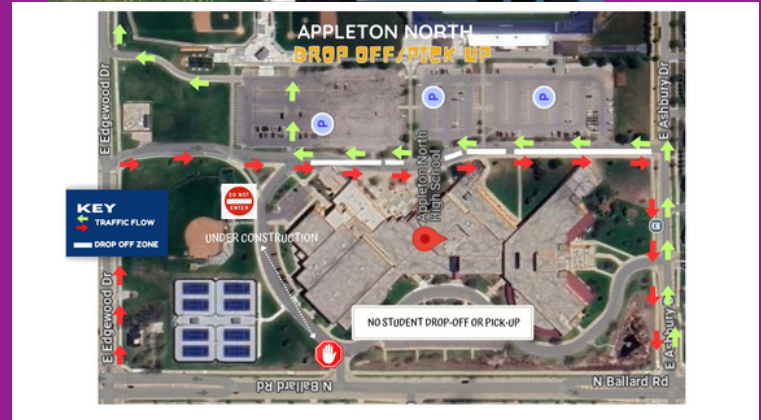 APPLETON NORTH
DROP OFF/PICK UP
E Edgewood Dr
E Ashbury Dr
P
P
P
Appleton North
High School
DO NOT
ENTER
KEY
TRAFFIC FLOW
DROP OFF ZONE
UNDER CONSTRUCTION
E Edgewood Dr
NO STUDENT DROP-OFF OR PICK-UP
E Ashbury
N Ballard Rd
N Ballard Rd